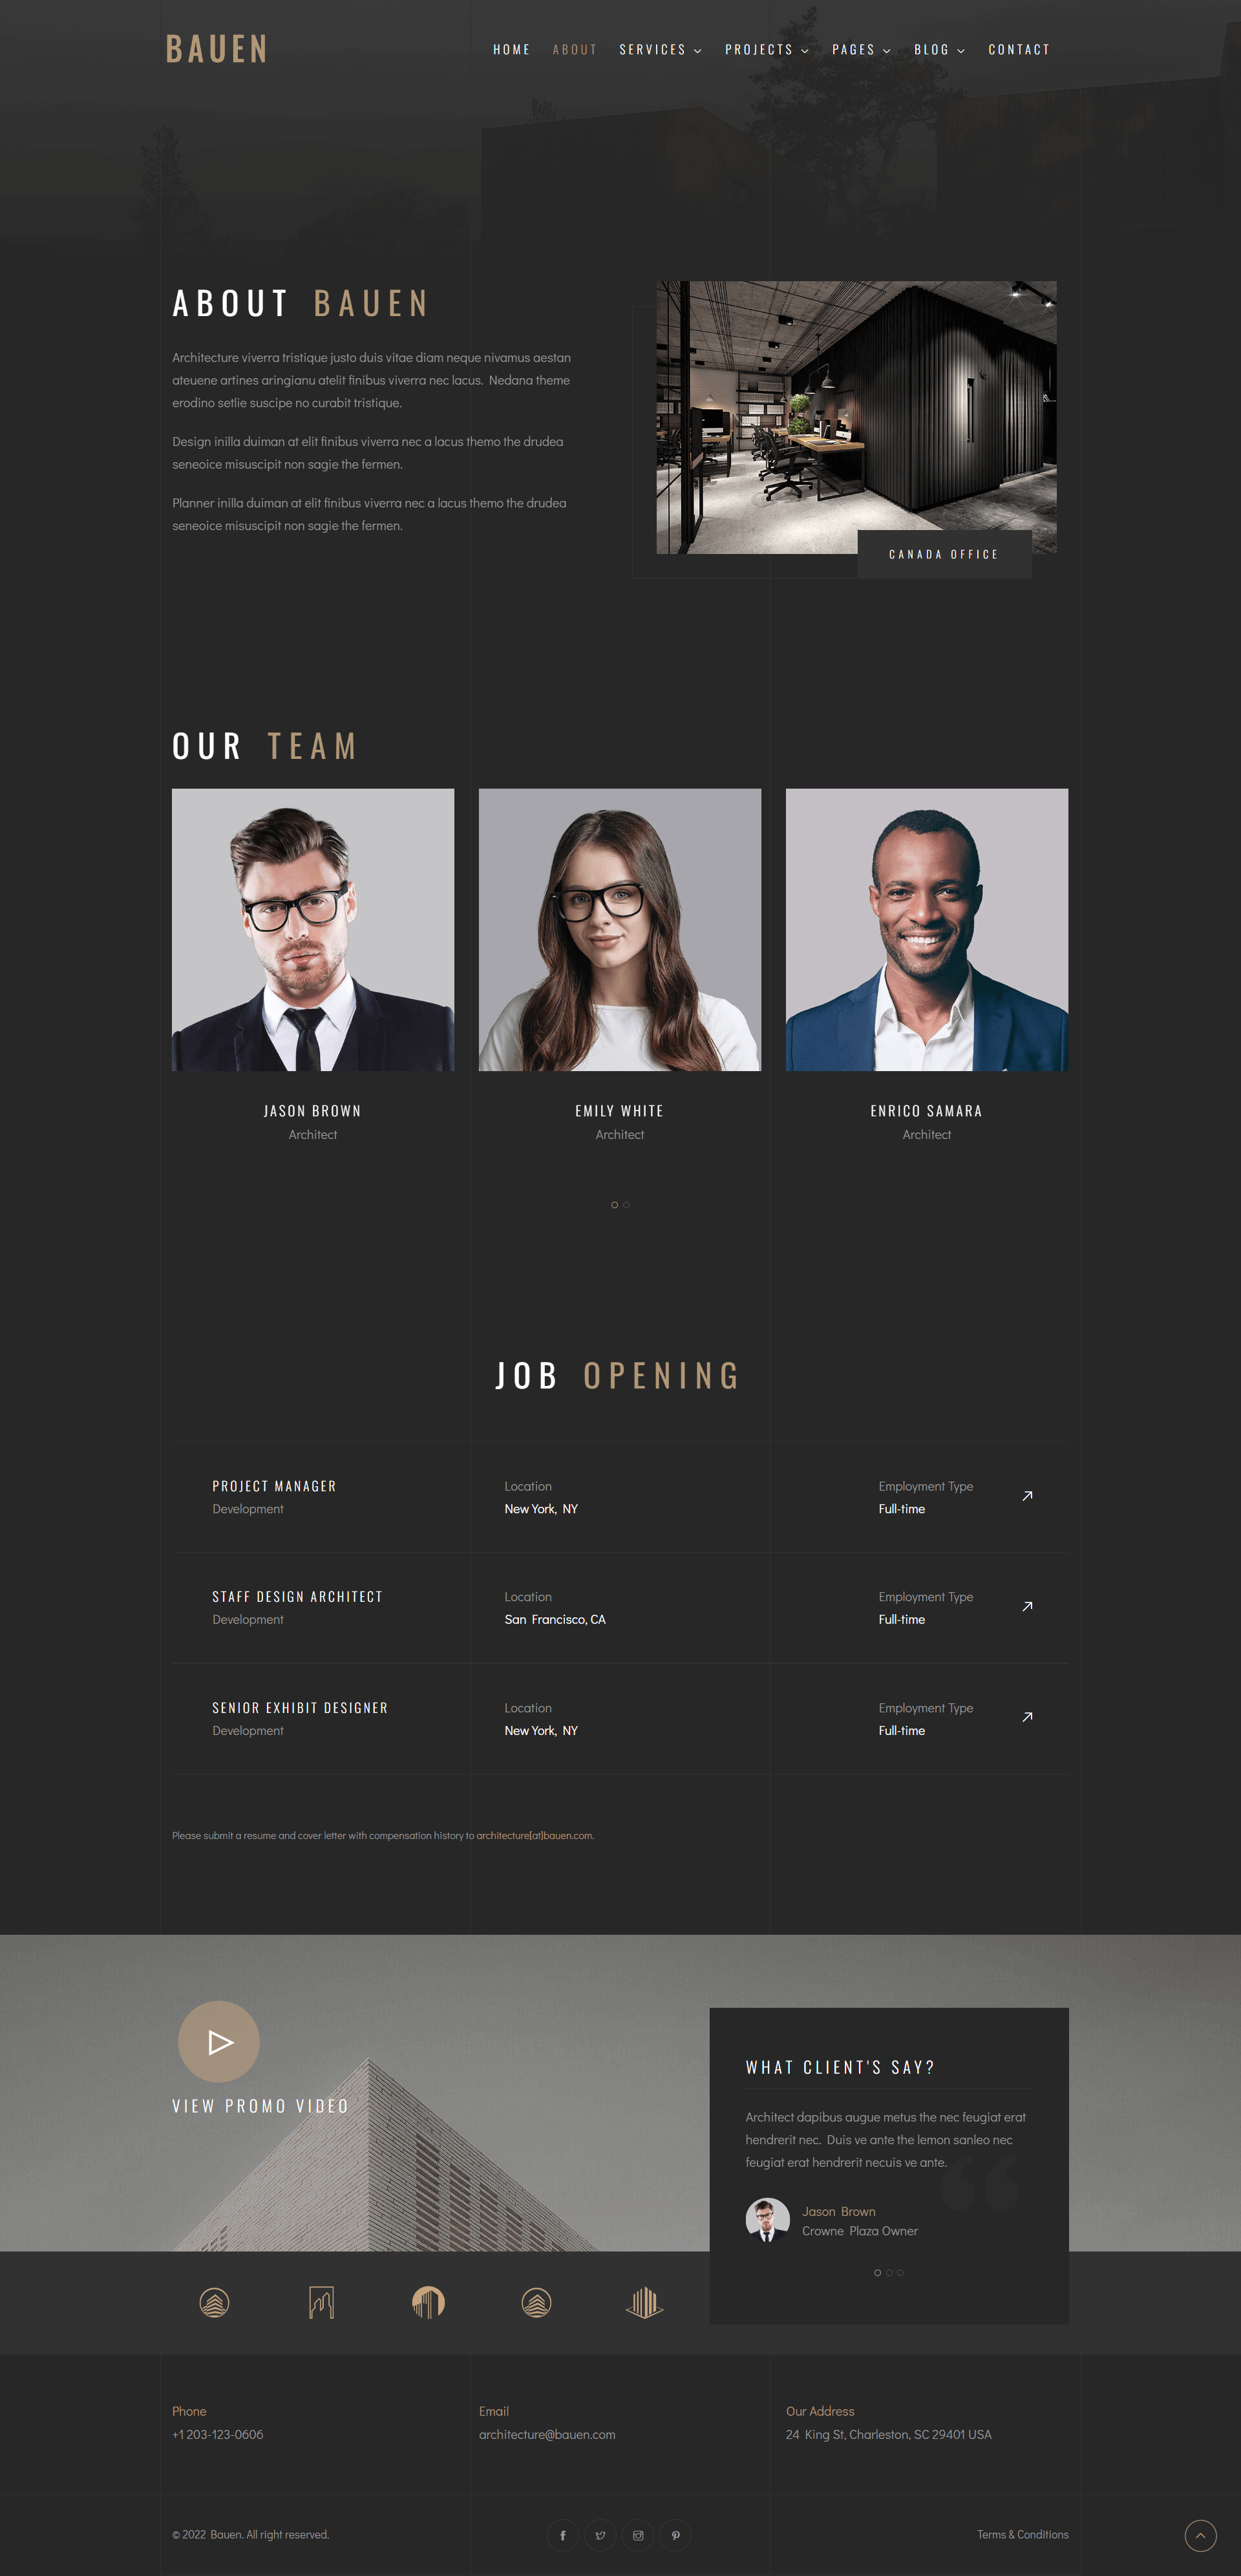 BAUEN
HOME ABOUT SERVICES PROJECTS PAGES BLOG CONTACT
ABOUT BAUEN
Architecture viverra tristique justo duis vitae diam neque nivamus aestan
ateuene artines aringianu atelit finibus viverra nec lacus. Nedana theme
erodino setlie suscipe no curabit tristique.
Design inilla duiman at elit finibus viverra nec a lacus themo the drudea
seneoice misuscipit non sagie the fermen.
Planner inilla duiman at elit finibus viverra nec a lacus themo the drudea
seneoice misuscipit non sagie the fermen.
CANADA OFFICE
OUR TEAM
JASON BROWN
Architect
EMILY WHITE
Architect
ENRICO SAMARA
Architect
JOB OPENING
PROJECT MANAGER
Development
Location
New York, NY
Employment Type
Full-time
STAFF DESIGN ARCHITECT
Development
Location
San Francisco, CA
Employment Type
Full-time
SENIOR EXHIBIT DESIGNER
Development
Location
New York, NY
Employment Type
Full-time
Please submit a resume and cover letter with compensation history to architecture[at]bauen.com.
VIEW PROMO VIDEO
WHAT CLIENT'S SAY?
Architect dapibus augue metus the nec feugiat erat
hendrerit nec. Duis ve ante the lemon sanleo nec
feugiat erat hendrerit necuis ve ante.
Jason Brown
Crowne Plaza Owner
Phone
+1 203-123-0606
Email
architecture@bauen.com
Our Address
24 King St, Charleston, SC 29401 USA
© 2022 Bauen. All right reserved.
Terms & Conditions